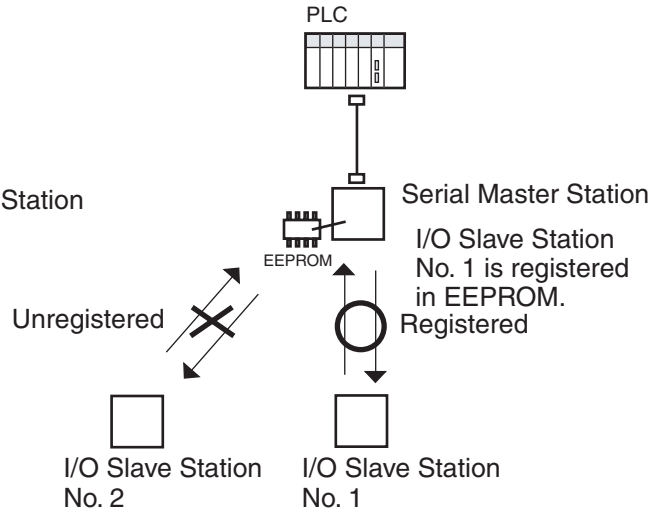 PLC
Station
Serial Master Station
EEPROM
I/O Slave Station
No. 1 is registered
in EEPROM.
Unregistered
Registered
I/O Slave Station
No. 2
I/O Slave Station
No. 1